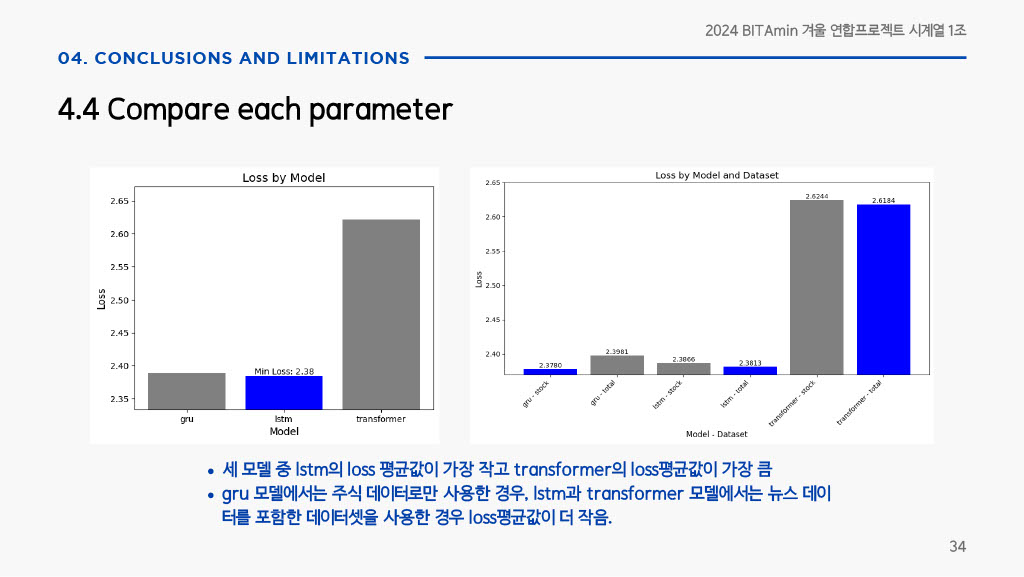 2024 BITAmin 겨울 연합프로젝트 시계열 1조
04. CONCLUSIONS AND LIMITATIONS
4.4 Compare each parameter
Loss by Model
2.65
2.60
2.55
2.50
2.45
2.40
2.35
Loss
Min Loss: 2.38
gru
lstm
transformer
Model
Loss by Model and Dataset
2.65
2.60
2.55
2.50
2.45
2.40
Loss
2.3780
2.3981
2.3866
2.3813
2.6244
2.6184
gru - stock
gru - total
lstm - stock
lstm - total
transformer - stock
transformer - total
Model - Dataset
• 세 모델 중 lstm의 loss 평균값이 가장 작고 transformer의 loss평균값이 가장 큼
• gru 모델에서는 주식 데이터로만 사용한 경우, lstm과 transformer 모델에서는 뉴스 데이
터를 포함한 데이터셋을 사용한 경우 loss평균값이 더 작음.
34